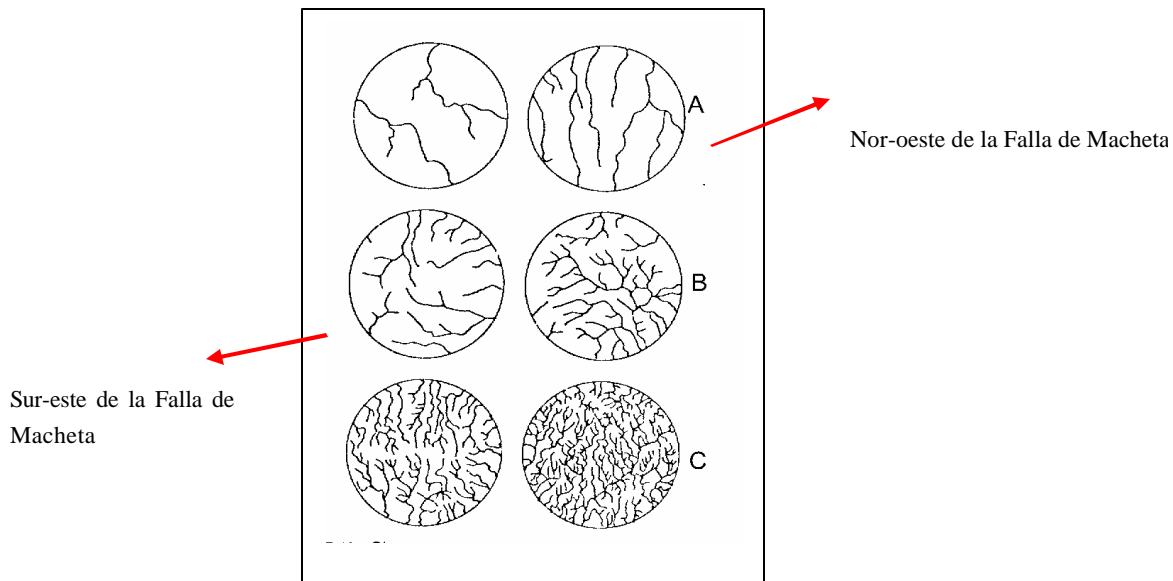 A
Nor-oeste de la Falla de Macheta
B
Sur-este de la Falla de
Macheta
C